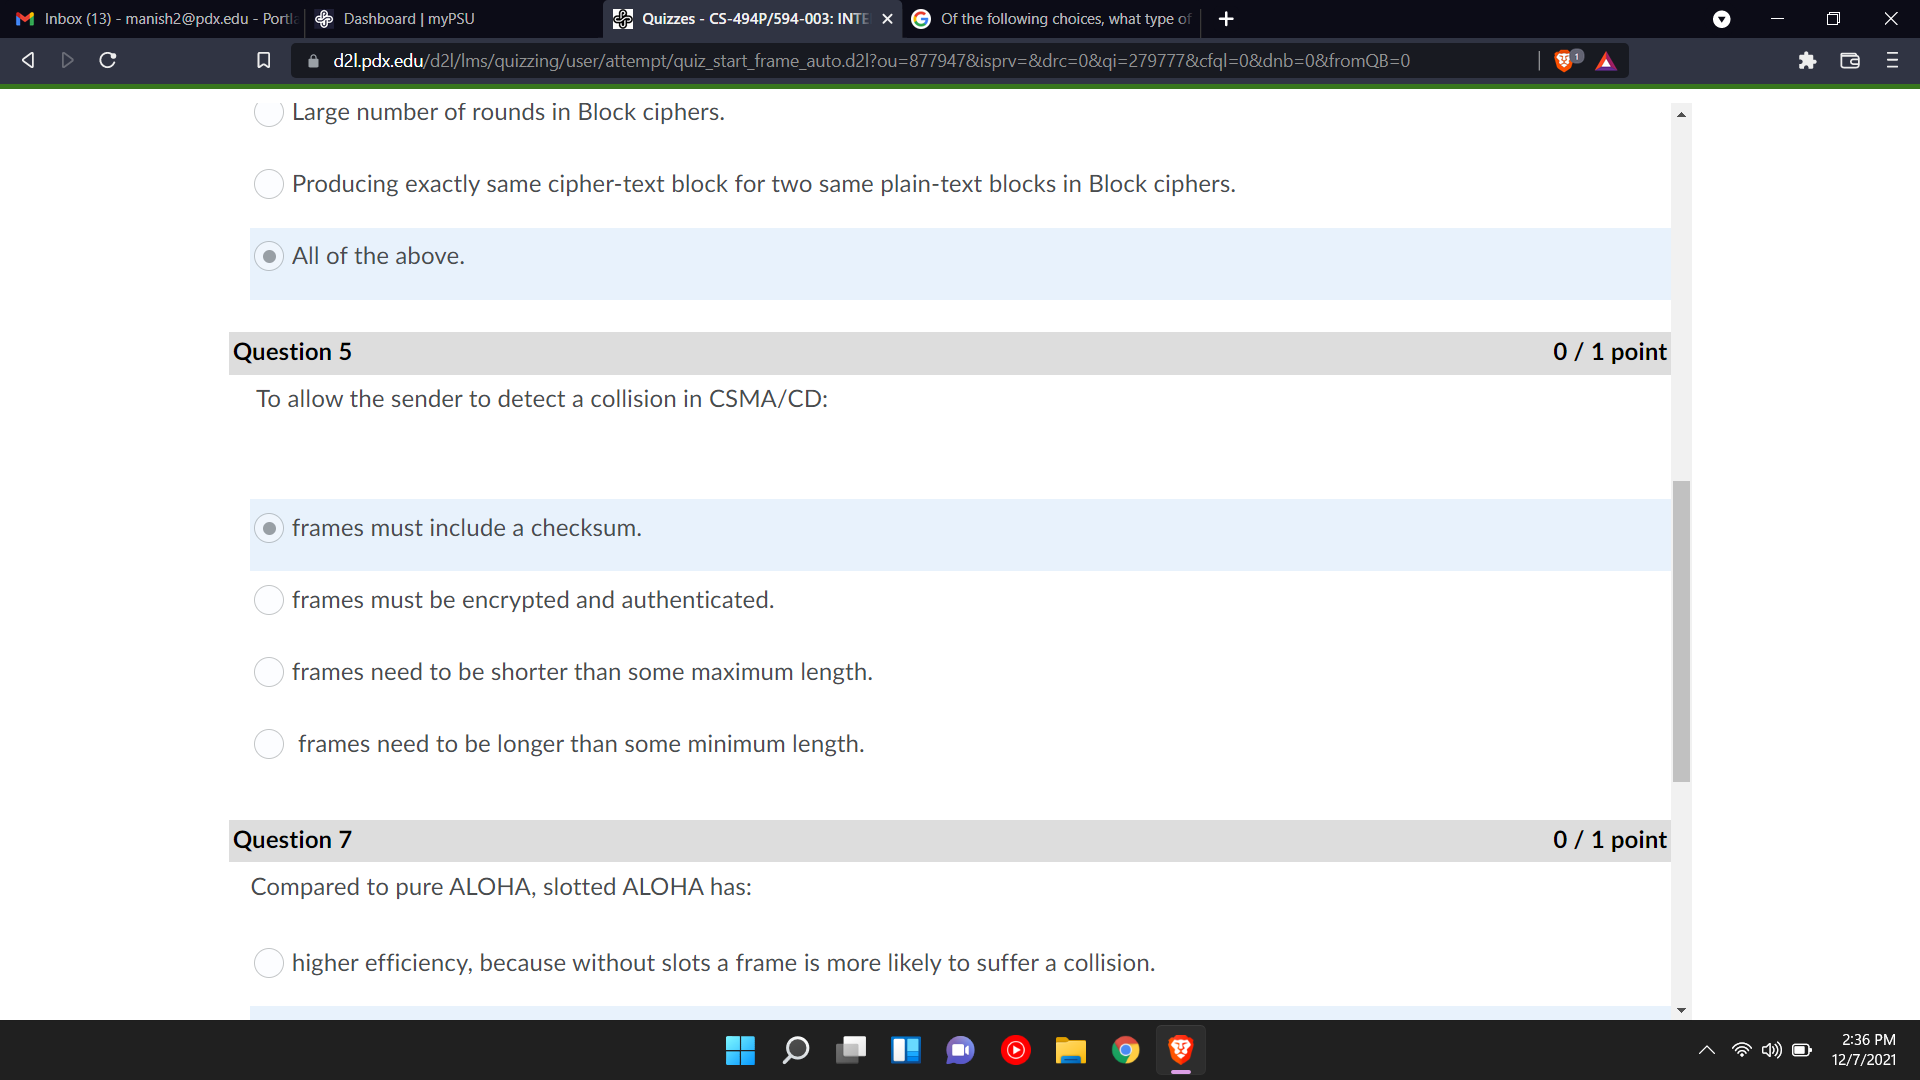 Inbox (13) - manish2@pdx.edu - Portla
Dashboard | myPSU
Quizzes - CS-494P/594-003: INTE
Of the following choices, what type of
d2l.pdx.edu/d2l/lms/quizzing/user/attempt/quiz_start_frame_auto.d2l?ou=877947&isprv=&drc=0&qi=279777&cfql=0&dnb=0&fromQB=0
1
Large number of rounds in Block ciphers.
Producing exactly same cipher-text block for two same plain-text blocks in Block ciphers.
All of the above.
Question 5 0 / 1 point
To allow the sender to detect a collision in CSMA/CD:
frames must include a checksum.
frames must be encrypted and authenticated.
frames need to be shorter than some maximum length.
frames need to be longer than some minimum length.
Question 7 0 / 1 point
Compared to pure ALOHA, slotted ALOHA has:
higher efficiency, because without slots a frame is more likely to suffer a collision.
2:36 PM
12/7/2021